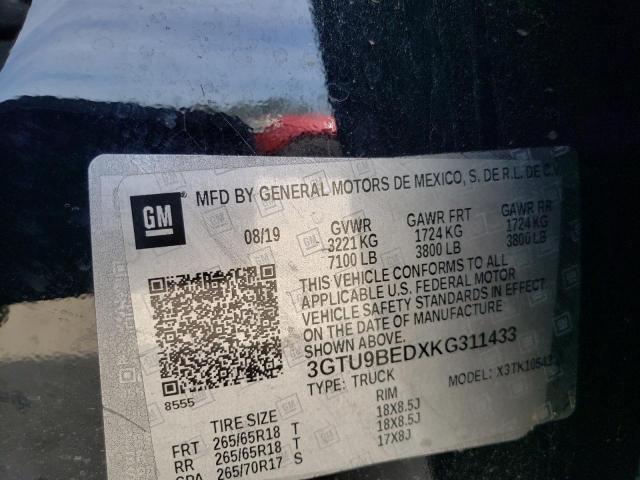 GM
MFD BY GENERAL MOTORS DE MEXICO, S. DE R.L. DE C.V
08/19 GVWR GAWR FRT GAWR RR
3221 KG 1724 KG 1724 KG
7100 LB 3800 LB 3800 LB
THIS VEHICLE CONFORMS TO ALL
APPLICABLE U.S. FEDERAL MOTOR
VEHICLE SAFETY STANDARDS IN EFFECT
ON THE DATE OF MANUFACTURE
SHOWN ABOVE.
3GTU9BEDXKG311433
TYPE: TRUCK MODEL: X3TK10543
8555
TIRE SIZE RIM
FRT 265/65R18 T 18X8.5J
RR 265/65R18 T 18X8.5J
SPA 265/70R17 S 17X8J